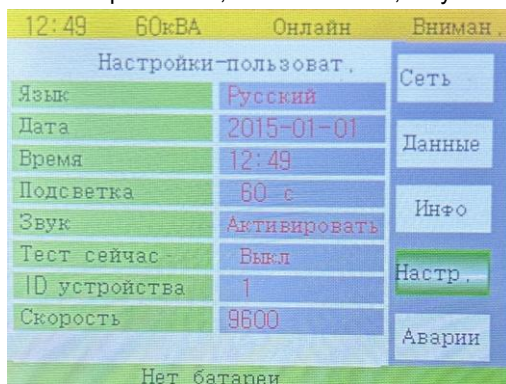 12:49 60кВА Онлайн Вниман.
Настройки-пользоват.
Язык Русский
Дата 2015-01-01
Время 12:49
Подсветка 60 с
Звук Активировать
Тест сейчас Выкл
ID устройства 1
Скорость 9600
Сеть
Данные
Инфо
Настр.
Аварии
Нет батареи